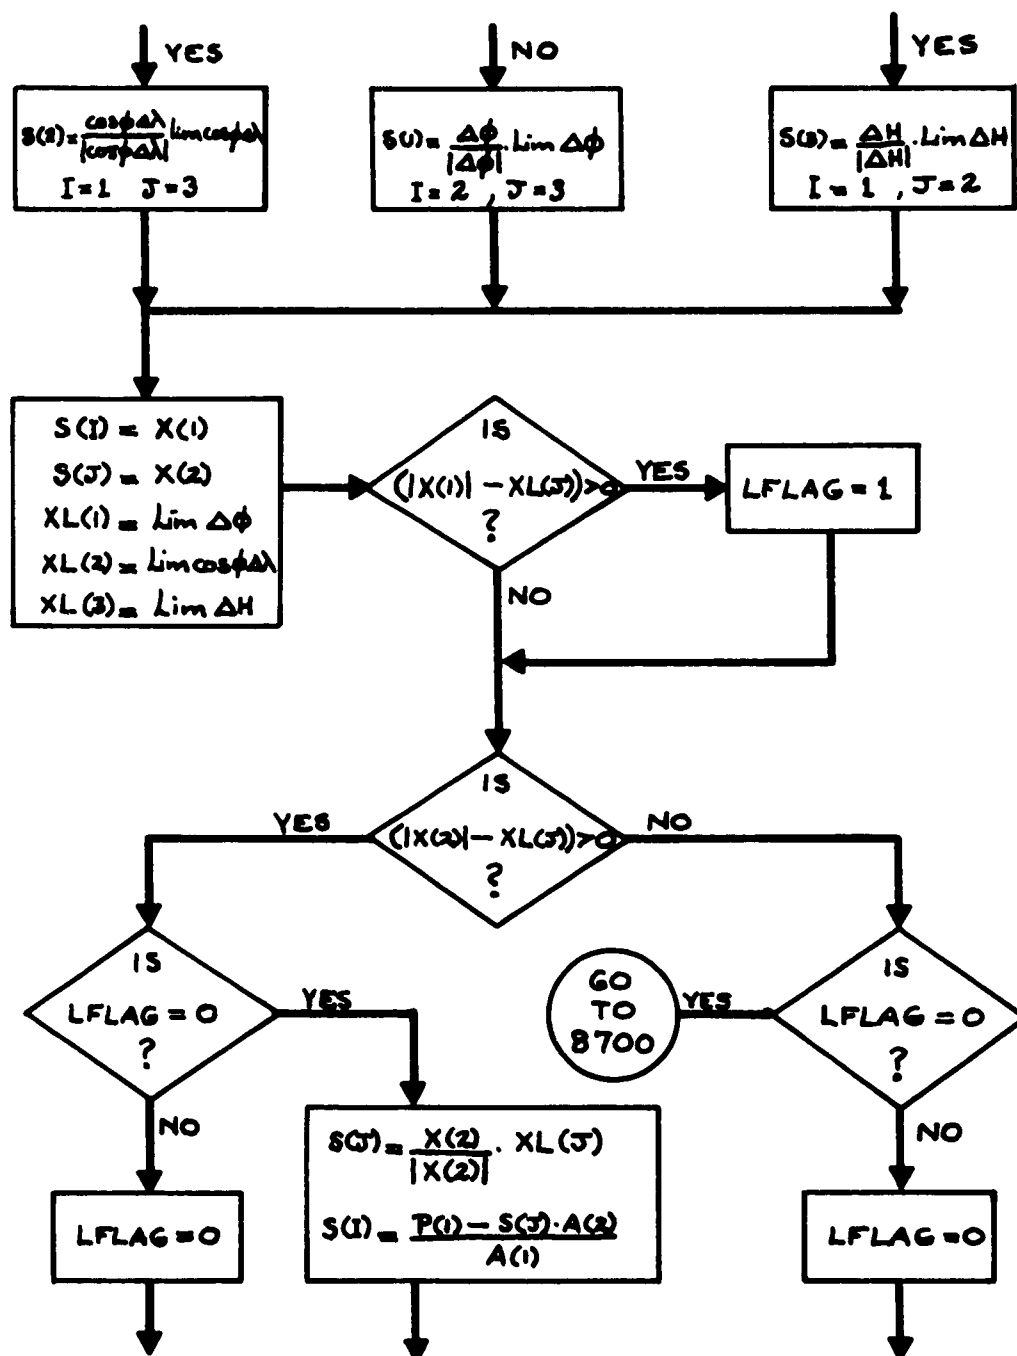 YES
NO
YES
S(2) = cosφΔλ / |cosφΔλ| Lim cosφΔλ
I = 1 J = 3
S(1) = Δφ / |Δφ| · Lim Δφ
I = 2 , J = 3
S(3) = ΔH / |ΔH| · Lim ΔH
I = 1 , J = 2
S(I) = X(1)
S(J) = X(2)
XL(1) = Lim Δφ
XL(2) = Lim cosφΔλ
XL(3) = Lim ΔH
IS
(|X(1)| − XL(J)) > 0
?
YES
LFLAG = 1
NO
IS
(|X(2)| − XL(J)) > 0
?
YES
NO
IS
LFLAG = 0
?
YES
GO
TO
8700
YES
IS
LFLAG = 0
?
NO
S(J) = X(2) / |X(2)| · XL(J)
S(I) = P(1) − S(J) · A(2) / A(1)
NO
LFLAG = 0
LFLAG = 0